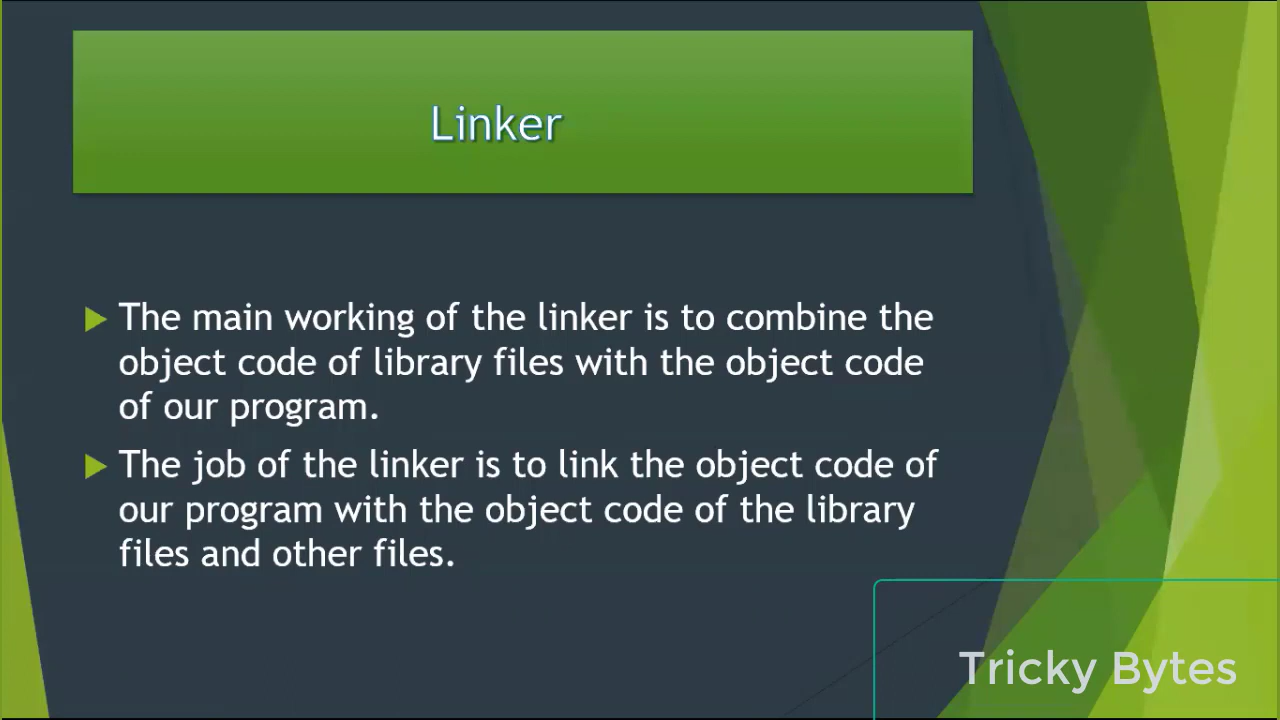 Linker
The main working of the linker is to combine the
object code of library files with the object code
of our program.
The job of the linker is to link the object code of
our program with the object code of the library
files and other files.
Tricky Bytes